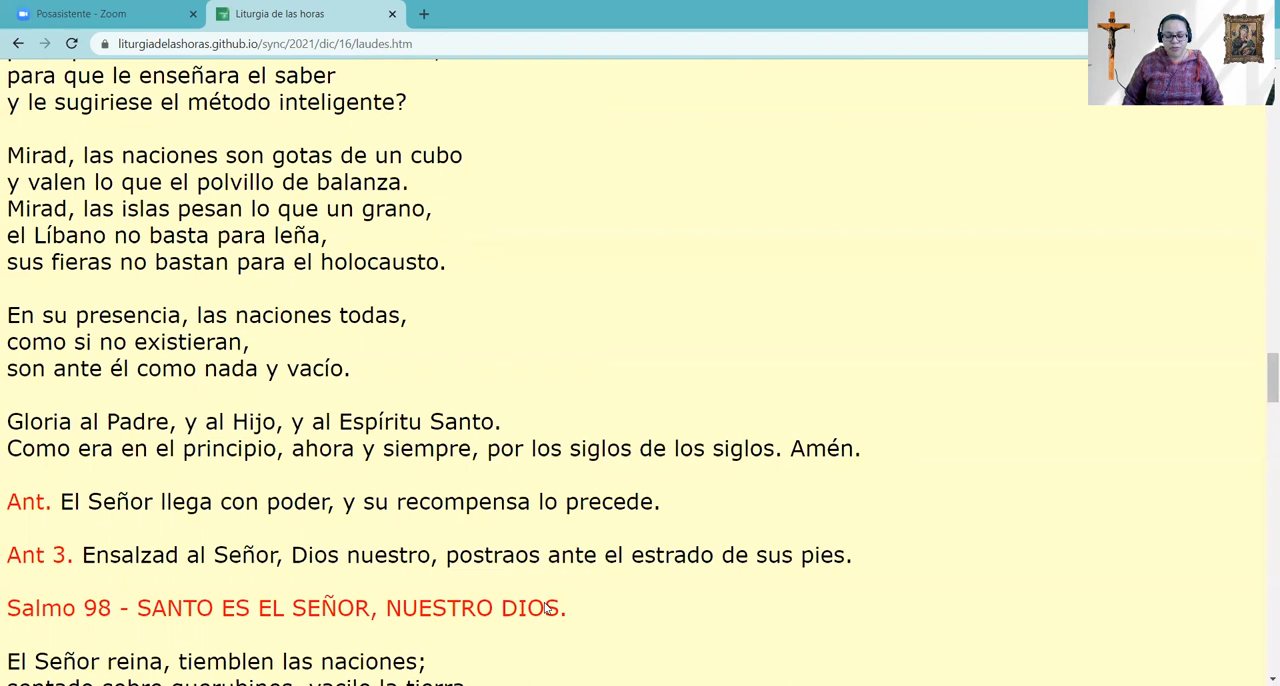 Posasistente - Zoom
Liturgia de las horas
liturgiadelashoras.github.io/sync/2021/dic/16/laudes.htm
para que le enseñara el saber
y le sugiriese el método inteligente?
Mirad, las naciones son gotas de un cubo
y valen lo que el polvillo de balanza.
Mirad, las islas pesan lo que un grano,
el Líbano no basta para leña,
sus fieras no bastan para el holocausto.
En su presencia, las naciones todas,
como si no existieran,
son ante él como nada y vacío.
Gloria al Padre, y al Hijo, y al Espíritu Santo.
Como era en el principio, ahora y siempre, por los siglos de los siglos. Amén.
Ant. El Señor llega con poder, y su recompensa lo precede.
Ant 3. Ensalzad al Señor, Dios nuestro, postraos ante el estrado de sus pies.
Salmo 98 - SANTO ES EL SEÑOR, NUESTRO DIOS.
El Señor reina, tiemblen las naciones;